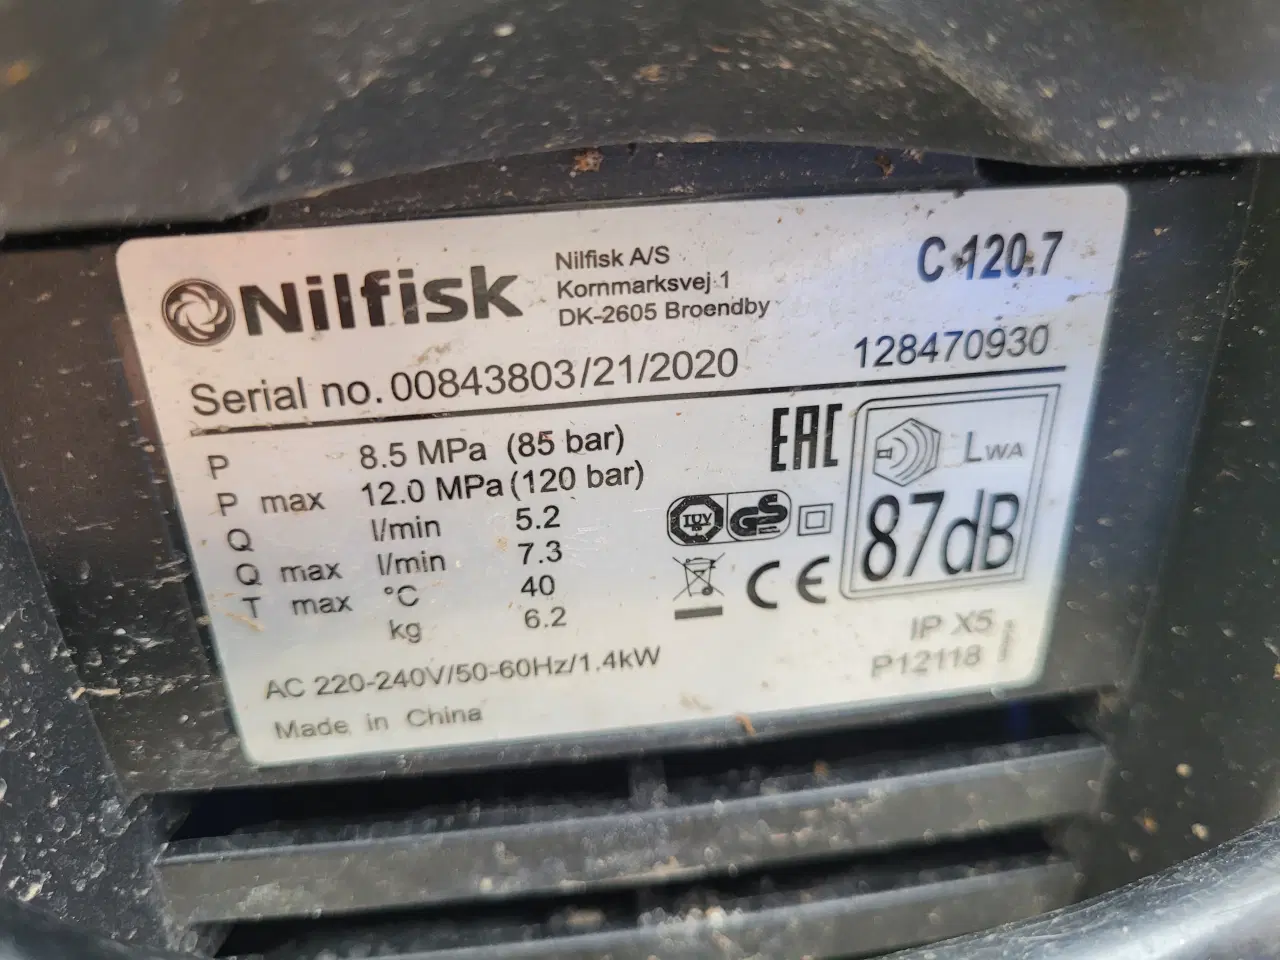 Nilfisk
Nilfisk A/S
Kornmarksvej 1
DK-2605 Broendby
C 120.7
Serial no. 00843803/21/2020
128470930
P 8.5 MPa (85 bar)
P max 12.0 MPa (120 bar)
Q l/min 5.2
Q max l/min 7.3
T max °C 40
kg 6.2
AC 220-240V/50-60Hz/1.4kW
Made in China
EAC
TÜV GS
CE
LWA
87dB
IP X5
P12118